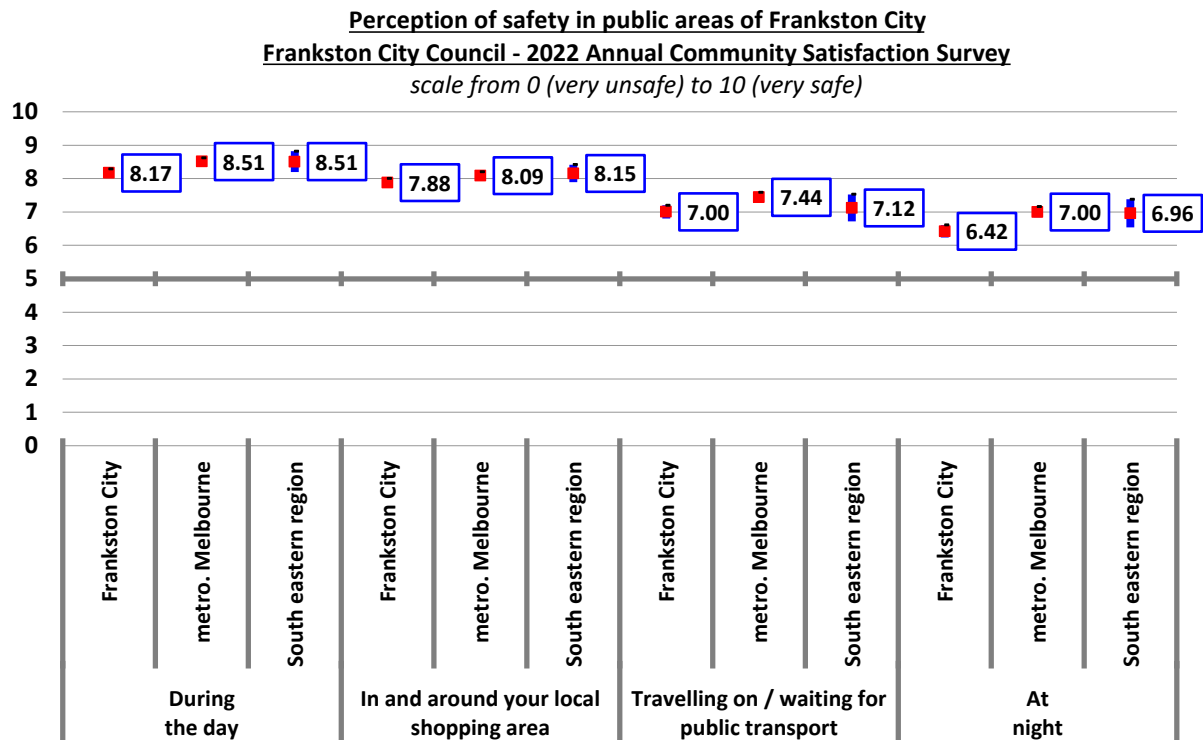 Perception of safety in public areas of Frankston City
Frankston City Council - 2022 Annual Community Satisfaction Survey
scale from 0 (very unsafe) to 10 (very safe)
10
9
8
7
6
5
4
3
2
1
0
8.17
8.51
8.51
7.88
8.09
8.15
7.00
7.44
7.12
6.42
7.00
6.96
Frankston City
metro. Melbourne
South eastern region
Frankston City
metro. Melbourne
South eastern region
Frankston City
metro. Melbourne
South eastern region
Frankston City
metro. Melbourne
South eastern region
During
the day
In and around your local
shopping area
Travelling on / waiting for
public transport
At
night